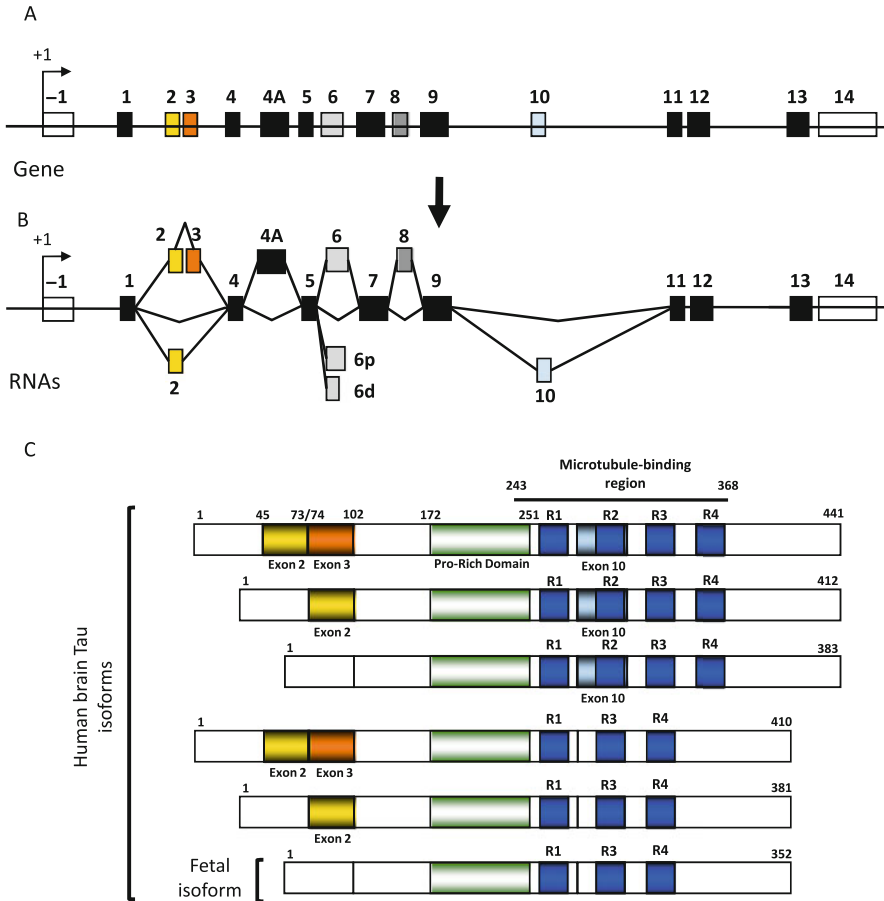 A
+1
–1 1 2 3 4 4A 5 6 7 8 9 10 11 12 13 14
Gene
B
+1
2 3 4A 6 8
–1 1 4 5 7 9 11 12 13 14
6p
2 6d 10
RNAs
C
Microtubule-binding
region
243 368
1 45 73/74 102 172 251 R1 R2 R3 R4 441
Exon 2 Exon 3 Pro-Rich Domain Exon 10
1 R1 R2 R3 R4 412
Exon 2 Exon 10
1 R1 R2 R3 R4 383
Exon 10
1 R1 R3 R4 410
Exon 2 Exon 3
1 R1 R3 R4 381
Exon 2
1 R1 R3 R4 352
Human brain Tau
isoforms
Fetal
isoform